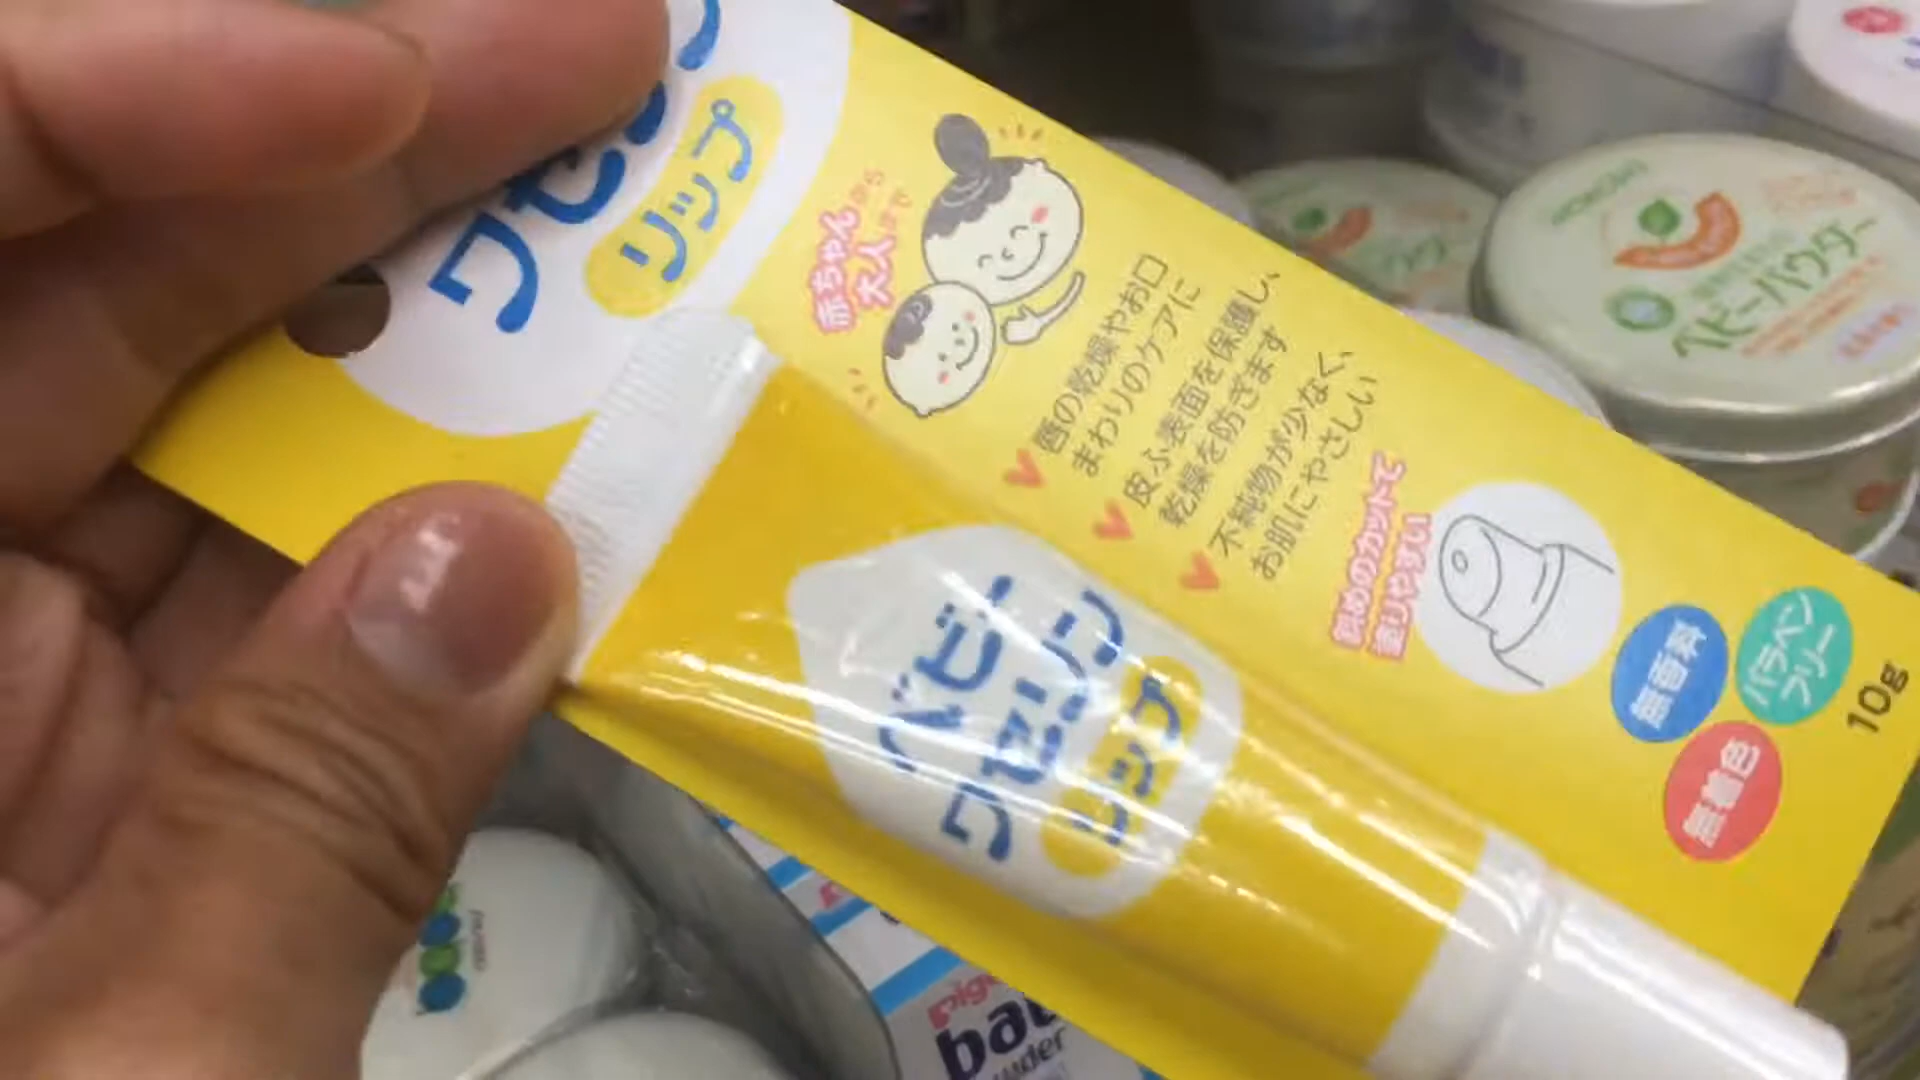 ワセリン
リップ
赤ちゃんから
大人まで
唇の乾燥やお口
まわりのケアに
皮ふ表面を保護し、
乾燥を防ぎます
不純物が少なく、
お肌にやさしい
斜めのカットで
塗りやすい
無香料
パラベン
フリー
無着色
10g
ベビー
ワセリン
リップ
ベビーパウダー